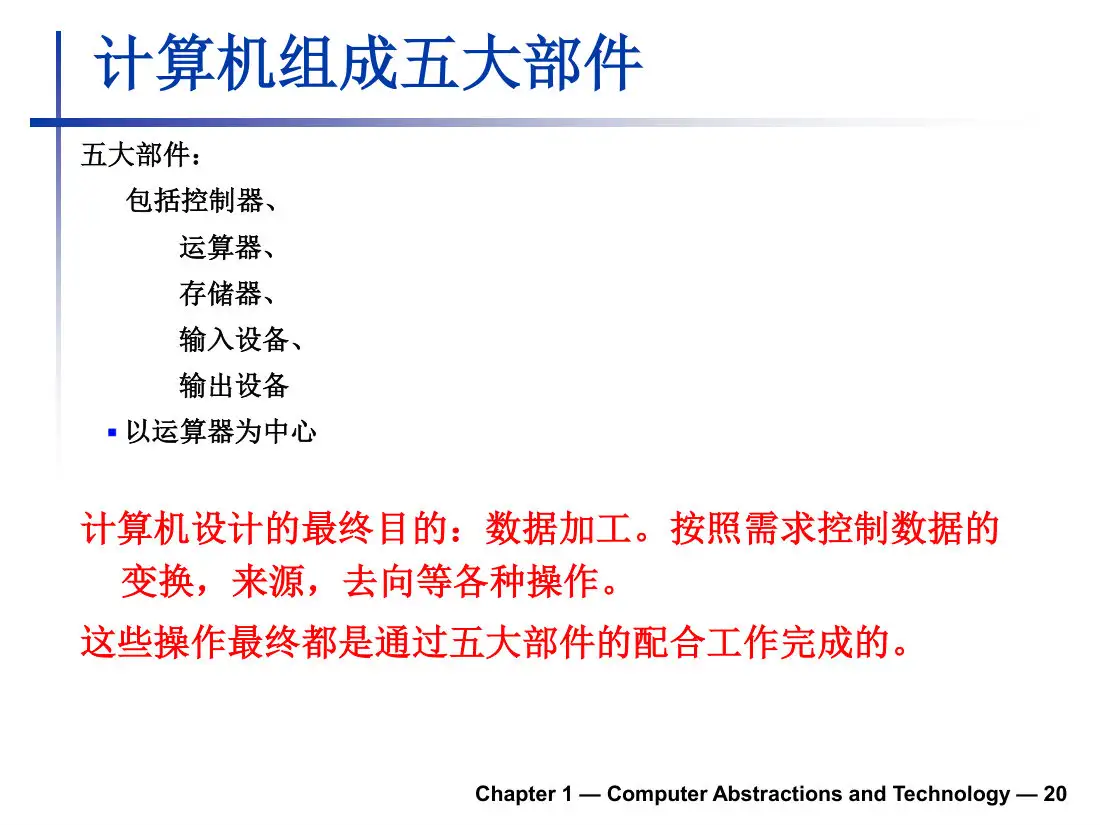 计算机组成五大部件
五大部件：
包括控制器、
运算器、
存储器、
输入设备、
输出设备
以运算器为中心
计算机设计的最终目的：数据加工。按照需求控制数据的
变换，来源，去向等各种操作。
这些操作最终都是通过五大部件的配合工作完成的。
Chapter 1 — Computer Abstractions and Technology — 20